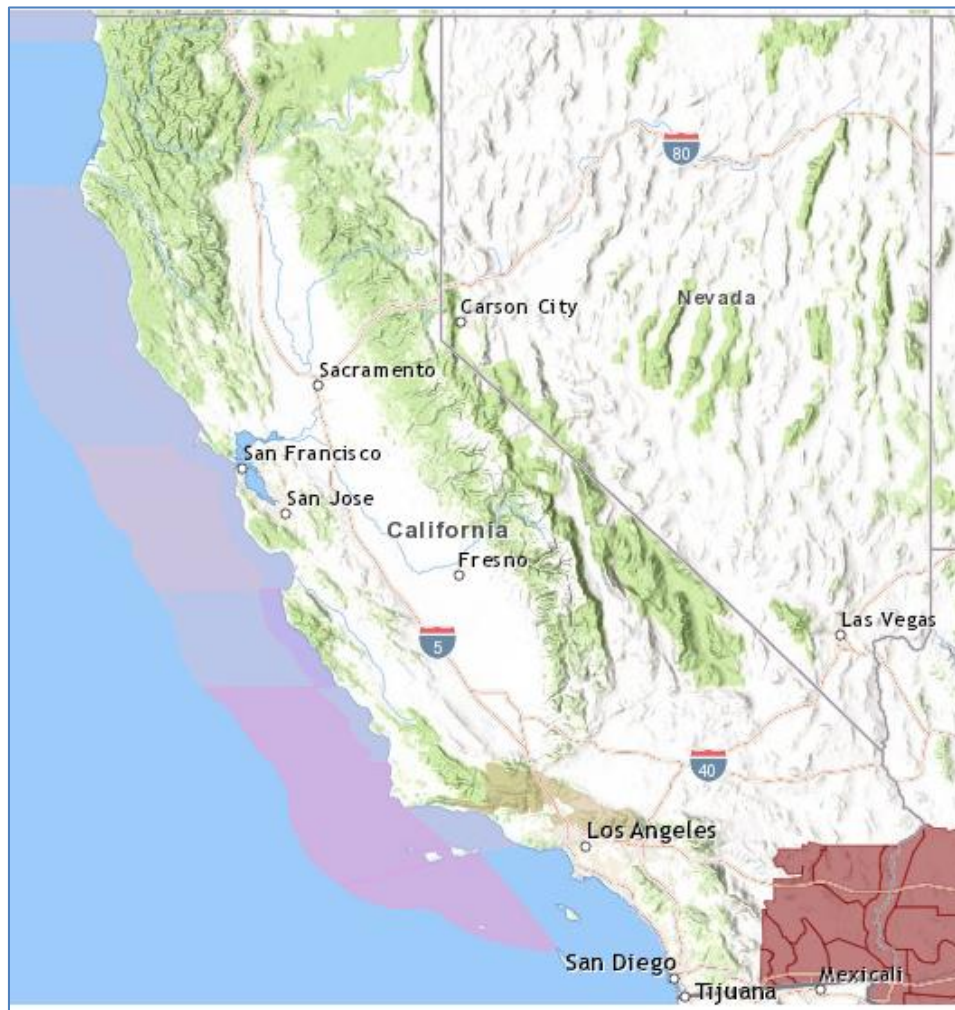 80
Nevada
Carson City
Sacramento
San Francisco
San Jose
California
Fresno
Las Vegas
5
40
Los Angeles
San Diego
Mexicali
Tijuana